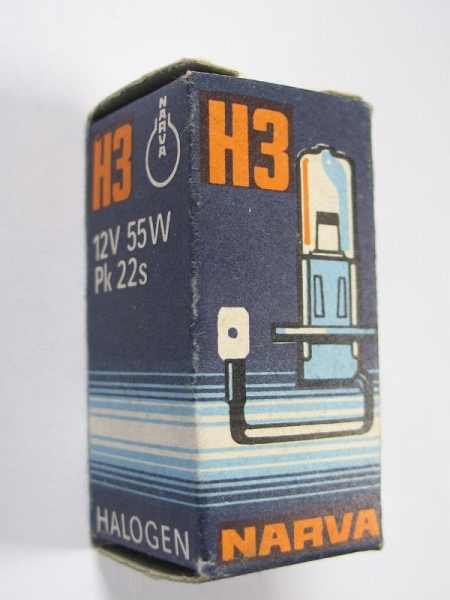 H3
NARVA
12V 55W
Pk 22s
HALOGEN
H3
NARVA